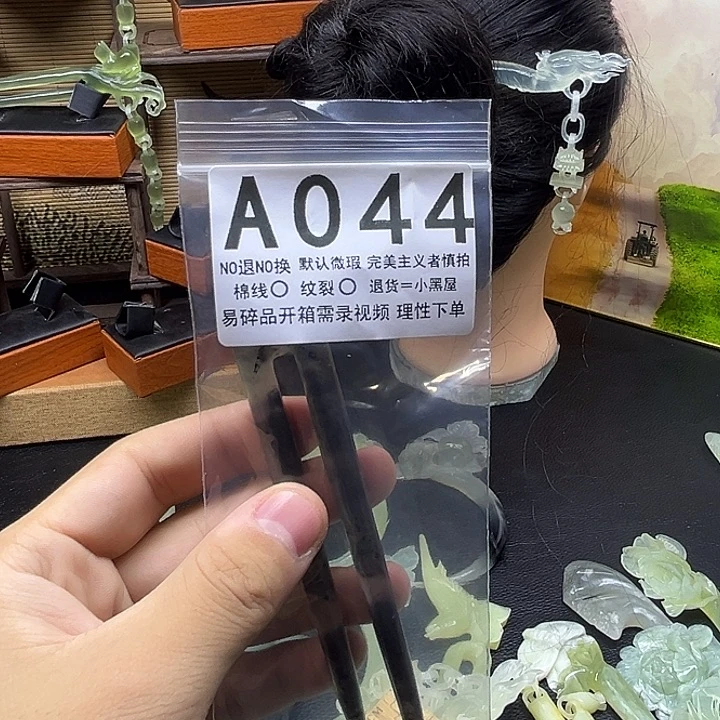 A044
NO退NO换 默认微瑕 完美主义者慎拍
棉线○ 纹裂○ 退货=小黑屋
易碎品开箱需录视频 理性下单